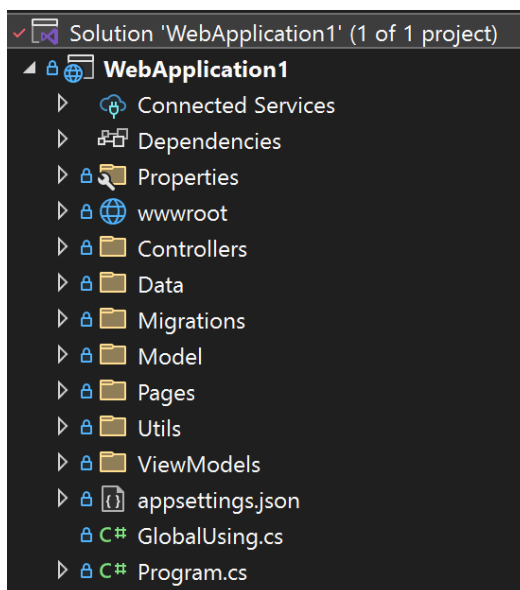 Solution 'WebApplication1' (1 of 1 project)
WebApplication1
Connected Services
Dependencies
Properties
wwwroot
Controllers
Data
Migrations
Model
Pages
Utils
ViewModels
appsettings.json
C# GlobalUsing.cs
C# Program.cs